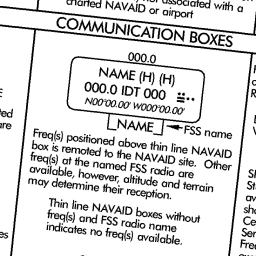 associated with a
charted NAVAID or airport
COMMUNICATION BOXES
000.0
NAME (H) (H)
000.0 IDT 000
N00°00.00' W000°00.00'
NAME
FSS name
Freq(s) positioned above thin line NAVAID
box is remoted to the NAVAID site. Other
freq(s) at the named FSS radio are
available, however, altitude and terrain
may determine their reception.
Thin line NAVAID boxes without
freq(s) and FSS radio name
indicates no freq(s) available.